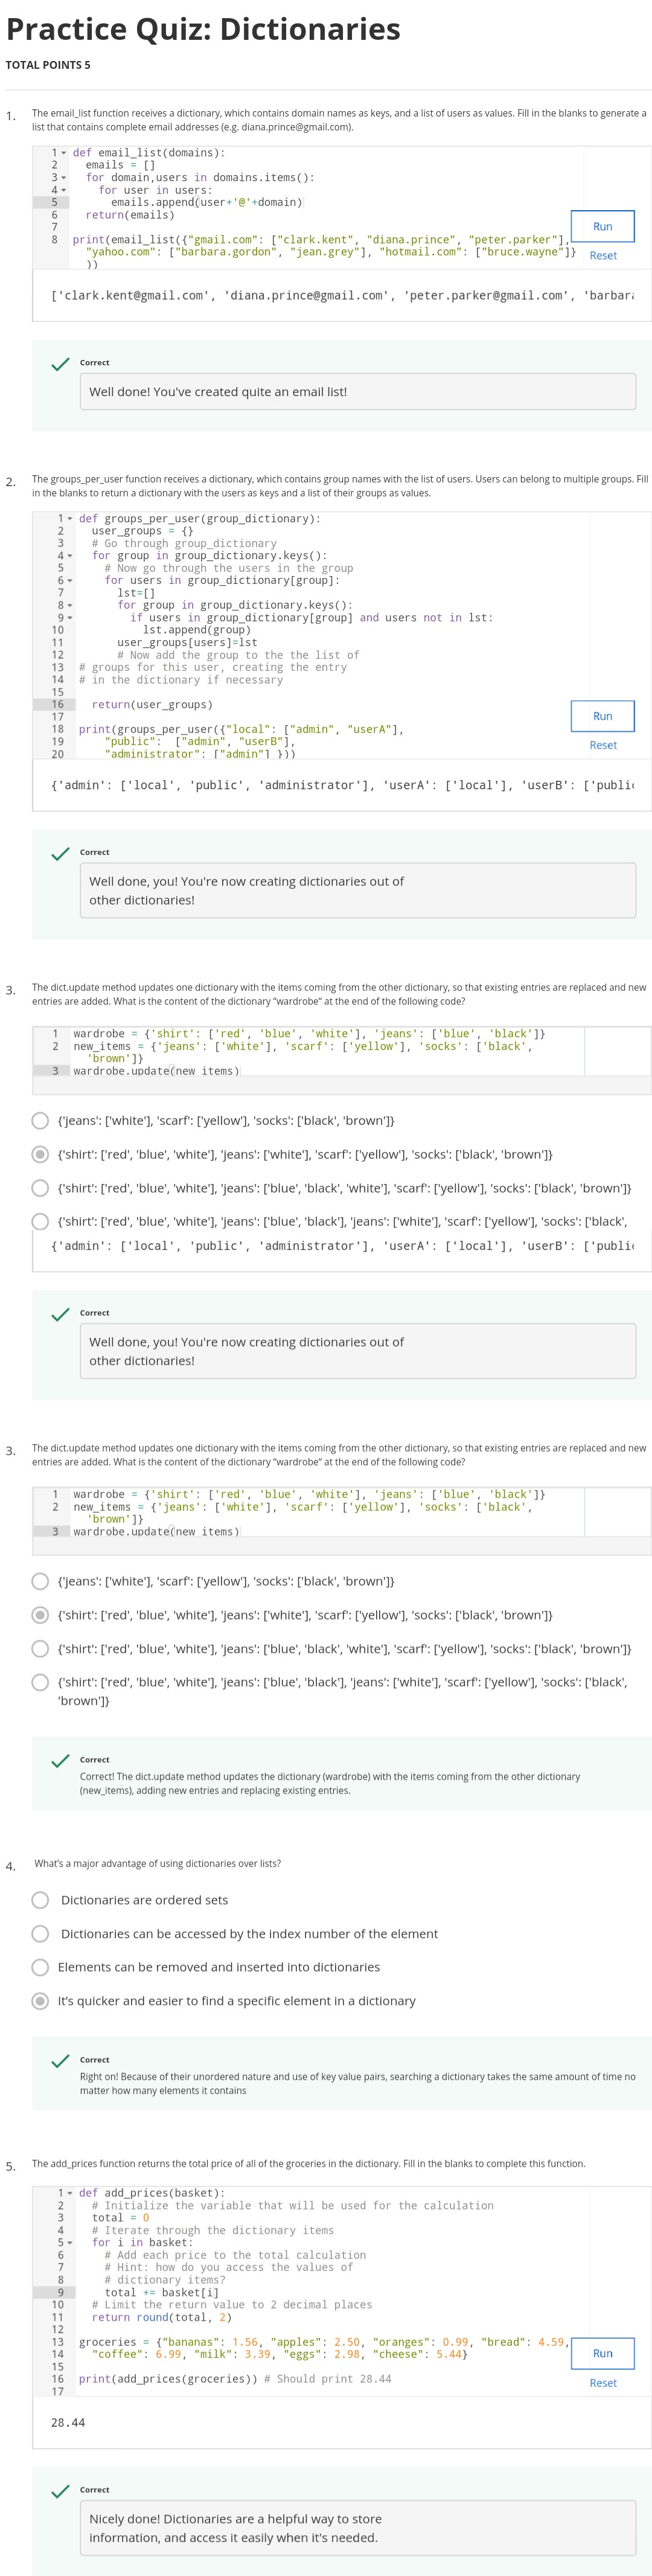 Practice Quiz: Dictionaries
TOTAL POINTS 5
1. The email_list function receives a dictionary, which contains domain names as keys, and a list of users as values. Fill in the blanks to generate a
list that contains complete email addresses (e.g. diana.prince@gmail.com).
1 def email_list(domains):
2   emails = []
3   for domain,users in domains.items():
4     for user in users:
5       emails.append(user+'@'+domain)
6   return(emails)
7
8 print(email_list({"gmail.com": ["clark.kent", "diana.prince", "peter.parker"],
"yahoo.com": ["barbara.gordon", "jean.grey"], "hotmail.com": ["bruce.wayne"]}
))
Run
Reset
['clark.kent@gmail.com', 'diana.prince@gmail.com', 'peter.parker@gmail.com', 'barbara
Correct
Well done! You've created quite an email list!
2. The groups_per_user function receives a dictionary, which contains group names with the list of users. Users can belong to multiple groups. Fill
in the blanks to return a dictionary with the users as keys and a list of their groups as values.
1 def groups_per_user(group_dictionary):
2   user_groups = {}
3   # Go through group_dictionary
4   for group in group_dictionary.keys():
5     # Now go through the users in the group
6     for users in group_dictionary[group]:
7       lst=[]
8       for group in group_dictionary.keys():
9         if users in group_dictionary[group] and users not in lst:
10           lst.append(group)
11       user_groups[users]=lst
12       # Now add the group to the the list of
13 # groups for this user, creating the entry
14 # in the dictionary if necessary
15
16   return(user_groups)
17
18 print(groups_per_user({"local": ["admin", "userA"],
19     "public":  ["admin", "userB"],
20     "administrator": ["admin"] }))
Run
Reset
{'admin': ['local', 'public', 'administrator'], 'userA': ['local'], 'userB': ['public
Correct
Well done, you! You're now creating dictionaries out of
other dictionaries!
3. The dict.update method updates one dictionary with the items coming from the other dictionary, so that existing entries are replaced and new
entries are added. What is the content of the dictionary “wardrobe“ at the end of the following code?
1 wardrobe = {'shirt': ['red', 'blue', 'white'], 'jeans': ['blue', 'black']}
2 new_items = {'jeans': ['white'], 'scarf': ['yellow'], 'socks': ['black',
'brown']}
3 wardrobe.update(new_items)
{'jeans': ['white'], 'scarf': ['yellow'], 'socks': ['black', 'brown']}
{'shirt': ['red', 'blue', 'white'], 'jeans': ['white'], 'scarf': ['yellow'], 'socks': ['black', 'brown']}
{'shirt': ['red', 'blue', 'white'], 'jeans': ['blue', 'black', 'white'], 'scarf': ['yellow'], 'socks': ['black', 'brown']}
{'shirt': ['red', 'blue', 'white'], 'jeans': ['blue', 'black'], 'jeans': ['white'], 'scarf': ['yellow'], 'socks': ['black',
{'admin': ['local', 'public', 'administrator'], 'userA': ['local'], 'userB': ['public
Correct
Well done, you! You're now creating dictionaries out of
other dictionaries!
3. The dict.update method updates one dictionary with the items coming from the other dictionary, so that existing entries are replaced and new
entries are added. What is the content of the dictionary “wardrobe“ at the end of the following code?
1 wardrobe = {'shirt': ['red', 'blue', 'white'], 'jeans': ['blue', 'black']}
2 new_items = {'jeans': ['white'], 'scarf': ['yellow'], 'socks': ['black',
'brown']}
3 wardrobe.update(new_items)
{'jeans': ['white'], 'scarf': ['yellow'], 'socks': ['black', 'brown']}
{'shirt': ['red', 'blue', 'white'], 'jeans': ['white'], 'scarf': ['yellow'], 'socks': ['black', 'brown']}
{'shirt': ['red', 'blue', 'white'], 'jeans': ['blue', 'black', 'white'], 'scarf': ['yellow'], 'socks': ['black', 'brown']}
{'shirt': ['red', 'blue', 'white'], 'jeans': ['blue', 'black'], 'jeans': ['white'], 'scarf': ['yellow'], 'socks': ['black',
'brown']}
Correct
Correct! The dict.update method updates the dictionary (wardrobe) with the items coming from the other dictionary
(new_items), adding new entries and replacing existing entries.
4. What’s a major advantage of using dictionaries over lists?
Dictionaries are ordered sets
Dictionaries can be accessed by the index number of the element
Elements can be removed and inserted into dictionaries
It’s quicker and easier to find a specific element in a dictionary
Correct
Right on! Because of their unordered nature and use of key value pairs, searching a dictionary takes the same amount of time no
matter how many elements it contains
5. The add_prices function returns the total price of all of the groceries in the dictionary. Fill in the blanks to complete this function.
1 def add_prices(basket):
2   # Initialize the variable that will be used for the calculation
3   total = 0
4   # Iterate through the dictionary items
5   for i in basket:
6     # Add each price to the total calculation
7     # Hint: how do you access the values of
8     # dictionary items?
9     total += basket[i]
10   # Limit the return value to 2 decimal places
11   return round(total, 2)
12
13 groceries = {"bananas": 1.56, "apples": 2.50, "oranges": 0.99, "bread": 4.59,
14   "coffee": 6.99, "milk": 3.39, "eggs": 2.98, "cheese": 5.44}
15
16 print(add_prices(groceries)) # Should print 28.44
17
Run
Reset
28.44
Correct
Nicely done! Dictionaries are a helpful way to store
information, and access it easily when it's needed.